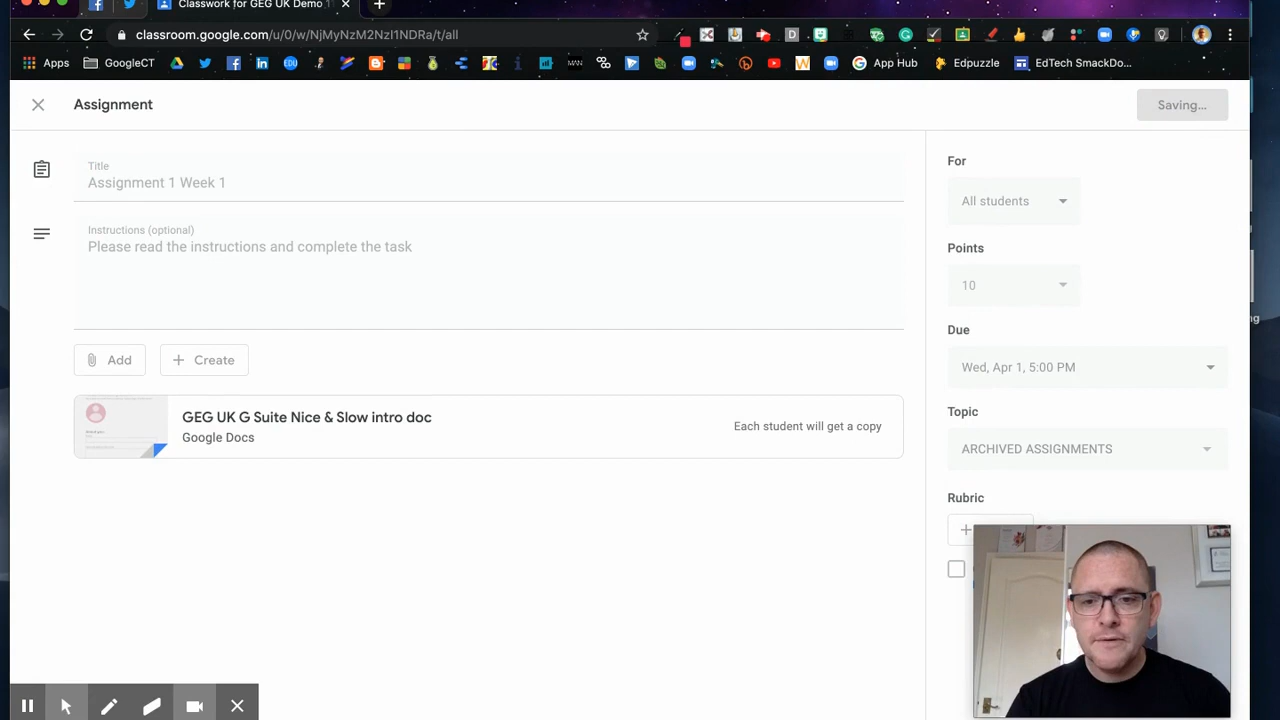 Classwork for GEG UK Demo
classroom.google.com/u/0/w/NjMyNzM2NzI1NDRa/t/all
Apps
GoogleCT
App Hub
Edpuzzle
EdTech SmackDo...
Assignment
Saving...
Title
Assignment 1 Week 1
Instructions (optional)
Please read the instructions and complete the task
Add
Create
GEG UK G Suite Nice & Slow intro doc
Google Docs
Each student will get a copy
For
All students
Points
10
Due
Wed, Apr 1, 5:00 PM
Topic
ARCHIVED ASSIGNMENTS
Rubric